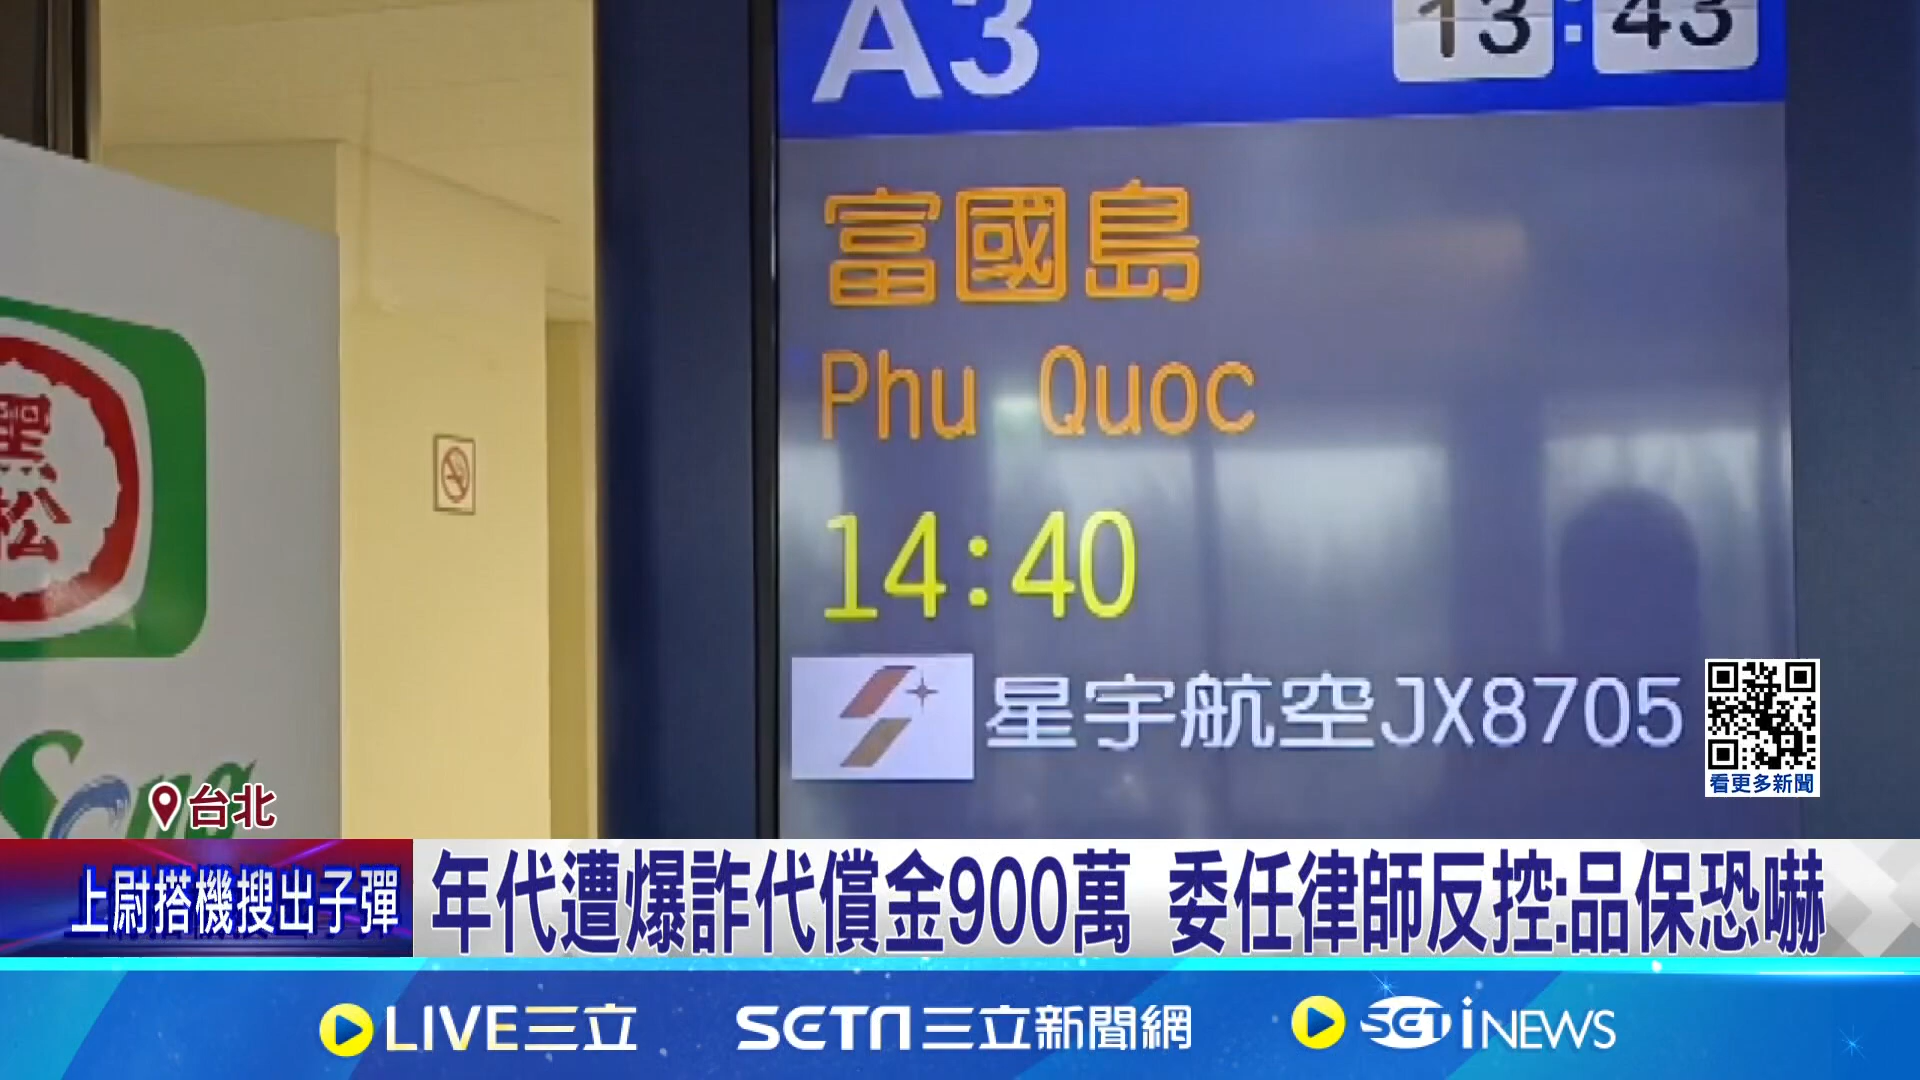 A3
13:43
富國島
Phu Quoc
14:40
星宇航空JX8705
黑松
看更多新聞
台北
上尉搭機搜出子彈
年代遭爆詐代償金900萬 委任律師反控:品保恐嚇
LIVE三立
SETN三立新聞網
SET iNEWS